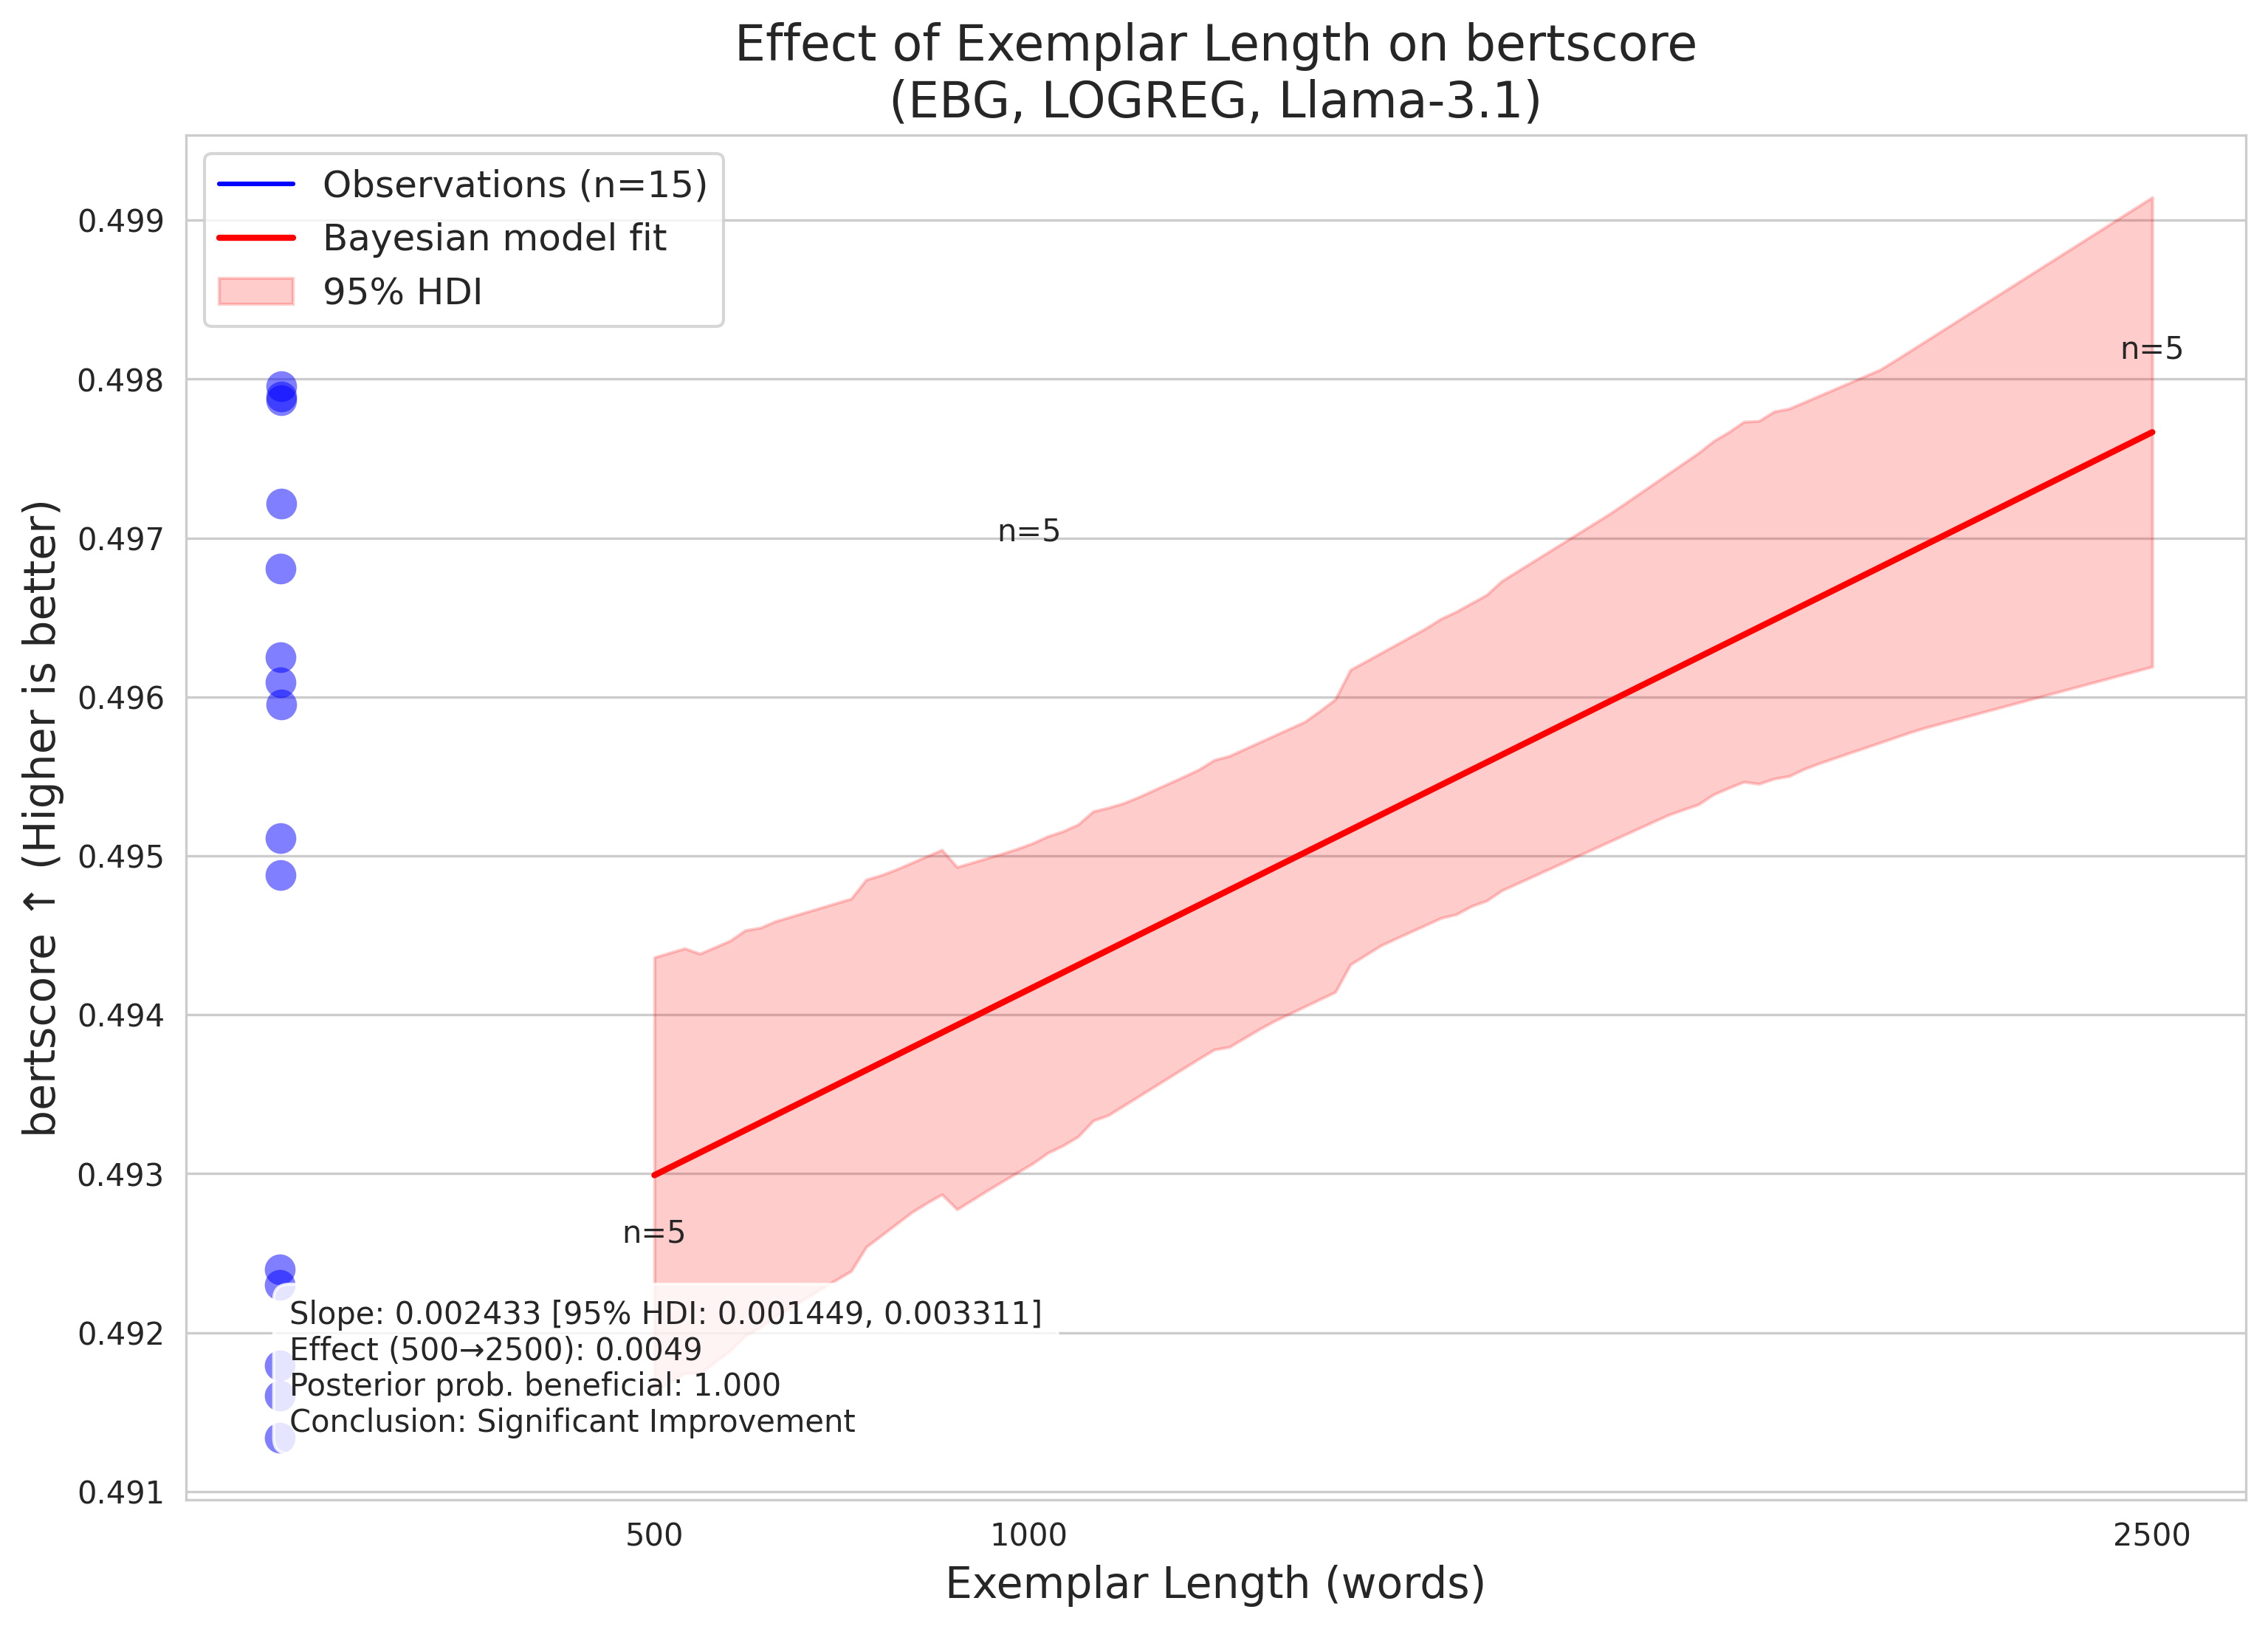 Effect of Exemplar Length on bertscore
(EBG, LOGREG, Llama-3.1)
Observations (n=15)
Bayesian model fit
95% HDI
bertscore ↑ (Higher is better)
0.499
0.498
0.497
0.496
0.495
0.494
0.493
0.492
0.491
n=5
n=5
n=5
Slope: 0.002433 [95% HDI: 0.001449, 0.003311]
Effect (500→2500): 0.0049
Posterior prob. beneficial: 1.000
Conclusion: Significant Improvement
500
1000
2500
Exemplar Length (words)